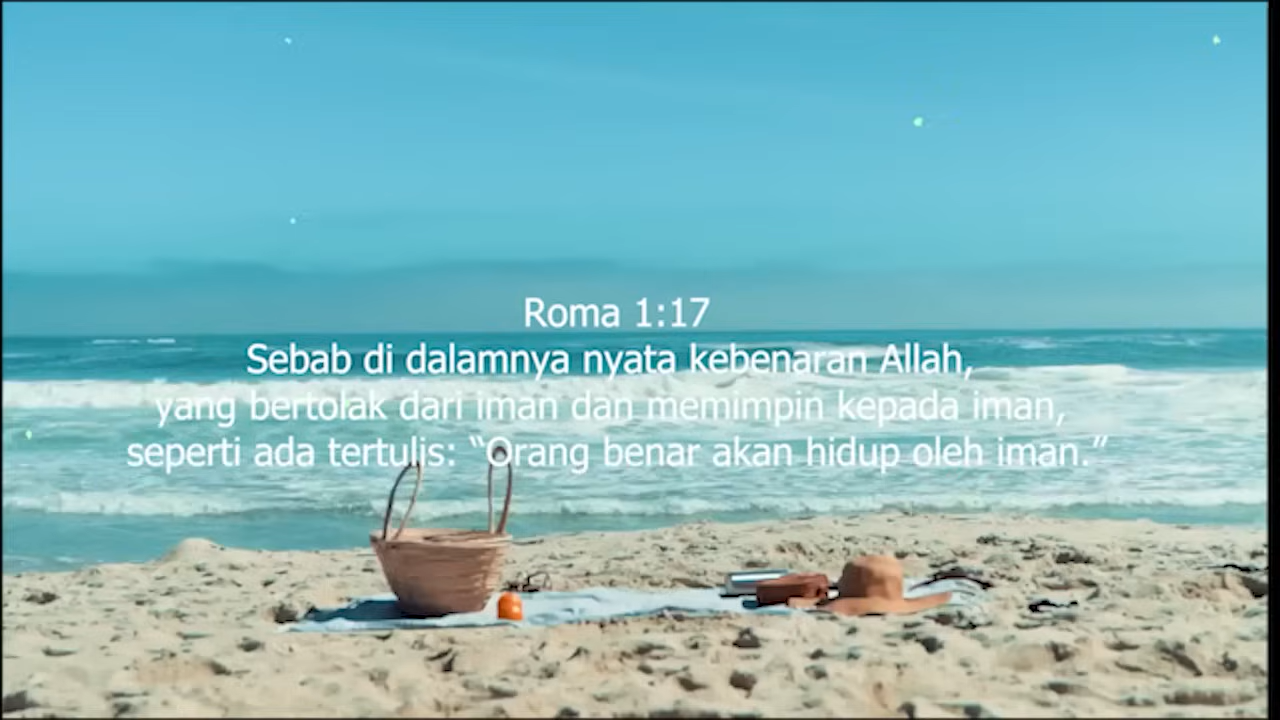 Roma 1:17
Sebab di dalamnya nyata kebenaran Allah,
yang bertolak dari iman dan memimpin kepada iman,
seperti ada tertulis: “Orang benar akan hidup oleh iman.”